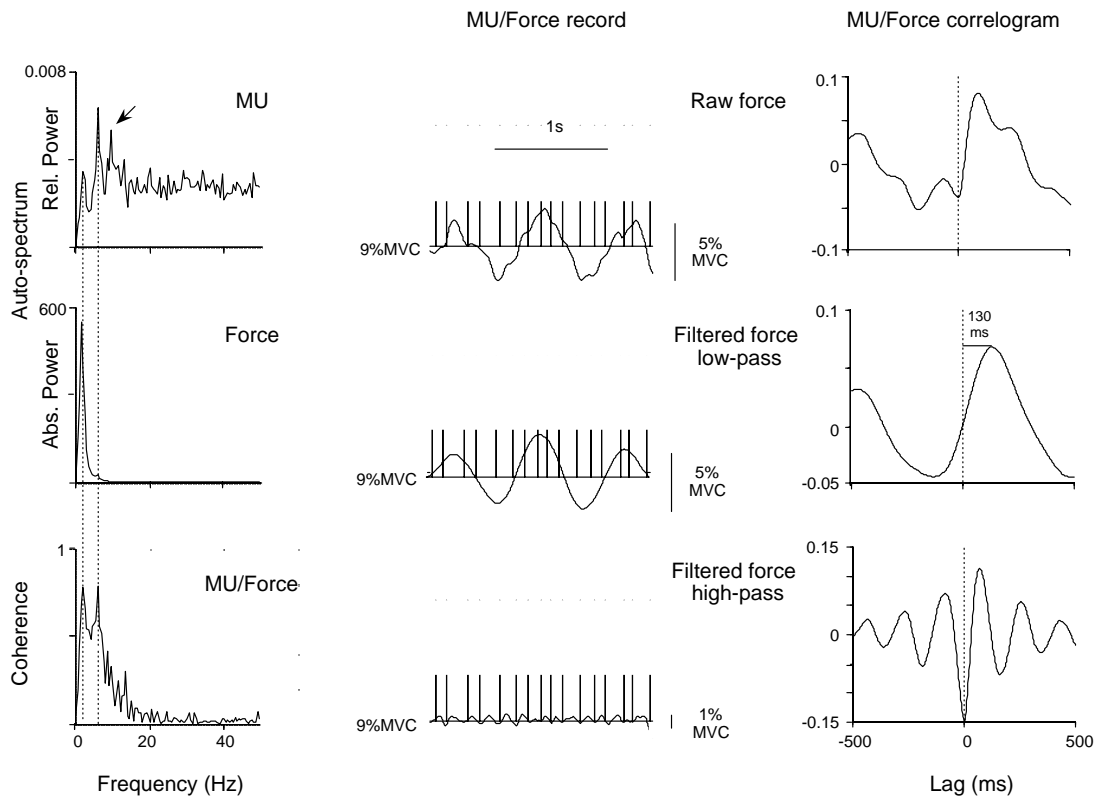 MU/Force record
MU/Force correlogram
Auto-spectrum
Rel. Power
0.008
MU
1s
Raw force
9%MVC
5%
MVC
0.1
0
-0.1
Abs. Power
600
Force
Filtered force
low-pass
9%MVC
5%
MVC
0.1
0
-0.05
130
ms
Coherence
1
MU/Force
Filtered force
high-pass
9%MVC
1%
MVC
0.15
0
-0.15
0
20
40
Frequency (Hz)
-500
0
500
Lag (ms)